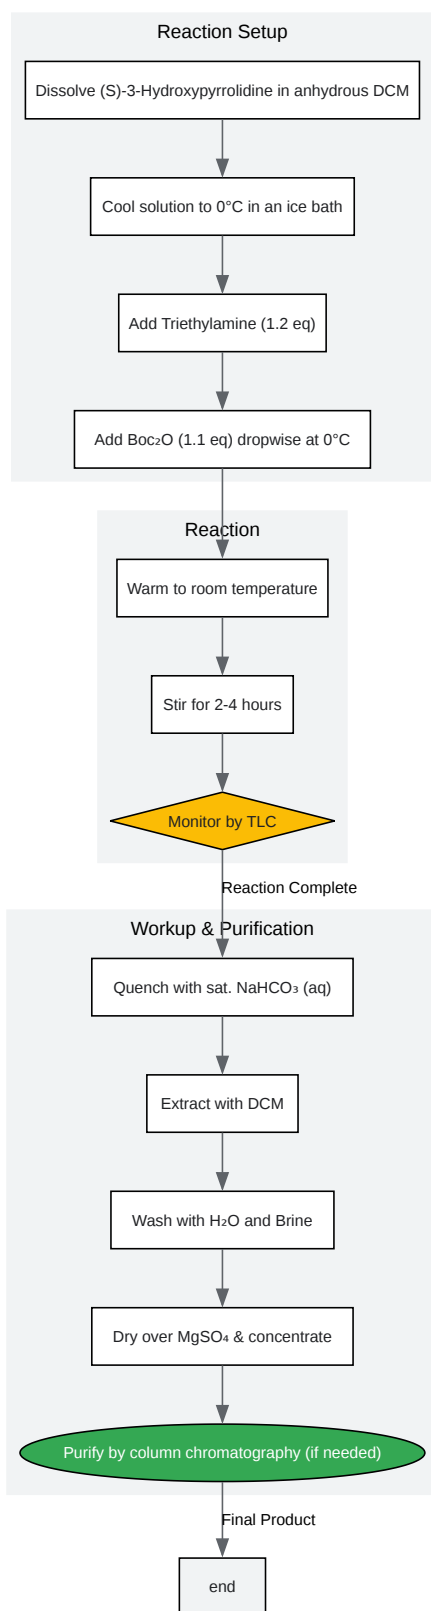 Reaction Setup
Dissolve (S)-3-Hydroxypyrrolidine in anhydrous DCM
Cool solution to 0°C in an ice bath
Add Triethylamine (1.2 eq)
Add Boc₂O (1.1 eq) dropwise at 0°C
Reaction
Warm to room temperature
Stir for 2-4 hours
Monitor by TLC
Reaction Complete
Workup & Purification
Quench with sat. NaHCO₃ (aq)
Extract with DCM
Wash with H₂O and Brine
Dry over MgSO₄ & concentrate
Purify by column chromatography (if needed)
Final Product
end